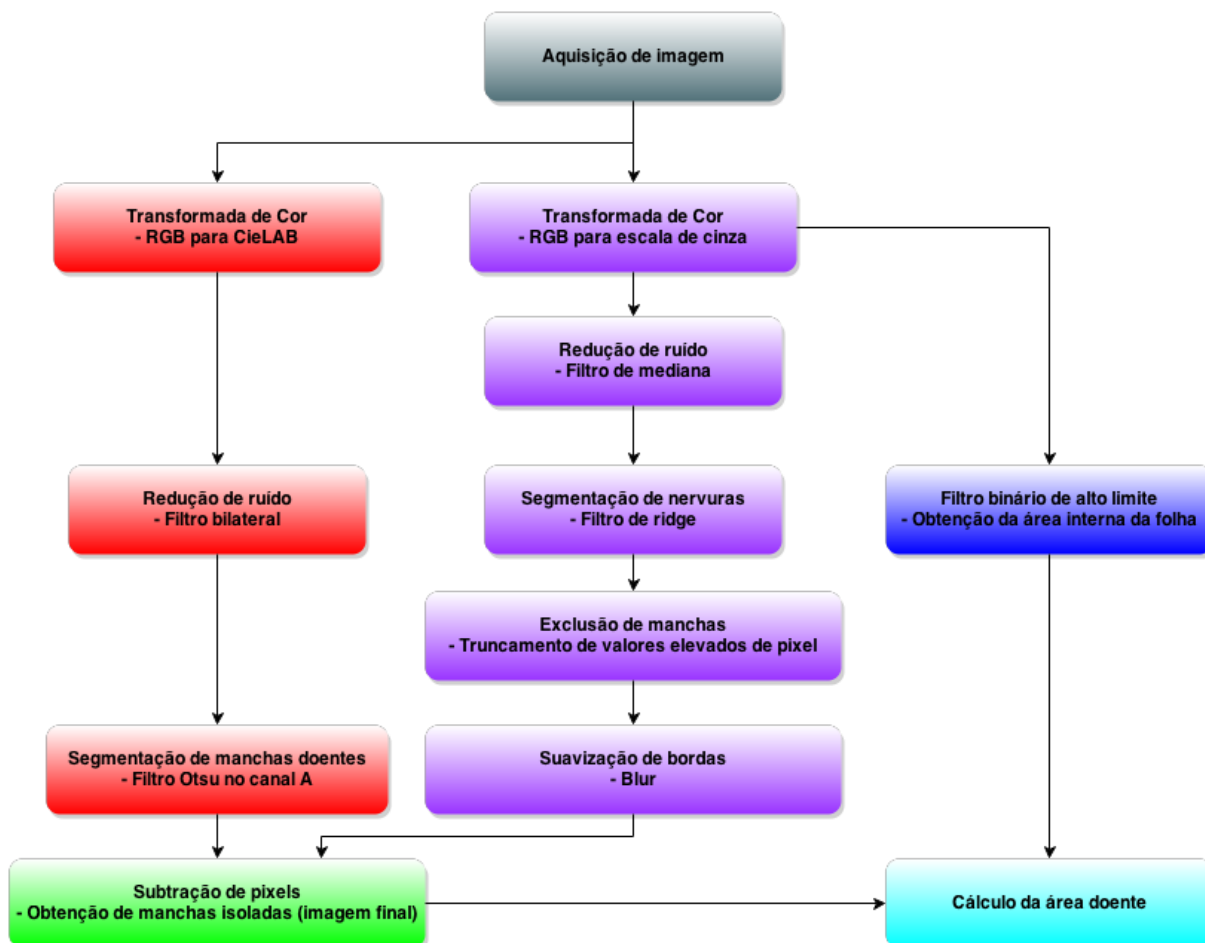 Aquisição de imagem
Transformada de Cor
- RGB para CieLAB
Transformada de Cor
- RGB para escala de cinza
Redução de ruído
- Filtro de mediana
Redução de ruído
- Filtro bilateral
Segmentação de nervuras
- Filtro de ridge
Filtro binário de alto limite
- Obtenção da área interna da folha
Exclusão de manchas
- Truncamento de valores elevados de pixel
Segmentação de manchas doentes
- Filtro Otsu no canal A
Suavização de bordas
- Blur
Subtração de pixels
- Obtenção de manchas isoladas (imagem final)
Cálculo da área doente